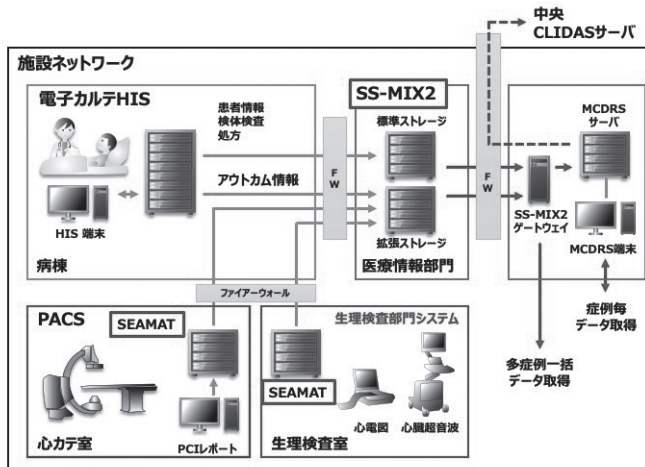 中央
CLIDASサーバ
施設ネットワーク
電子カルテHIS
患者情報
検体検査
処方
アウトカム情報
HIS 端末
病棟
FW
SS-MIX2
標準ストレージ
拡張ストレージ
医療情報部門
FW
SS-MIX2
ゲートウェイ
MCDRS
サーバ
MCDRS端末
症例毎
データ取得
多症例一括
データ取得
ファイアーウォール
PACS
SEAMAT
PCIレポート
心カテ室
生理検査部門システム
SEAMAT
心電図
心臓超音波
生理検査室